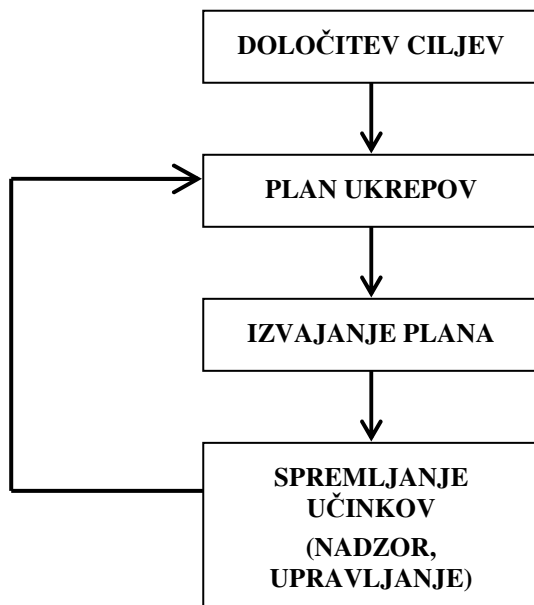 DOLOČITEV CILJEV
PLAN UKREPOV
IZVAJANJE PLANA
SPREMLJANJE
UČINKOV
(NADZOR,
UPRAVLJANJE)